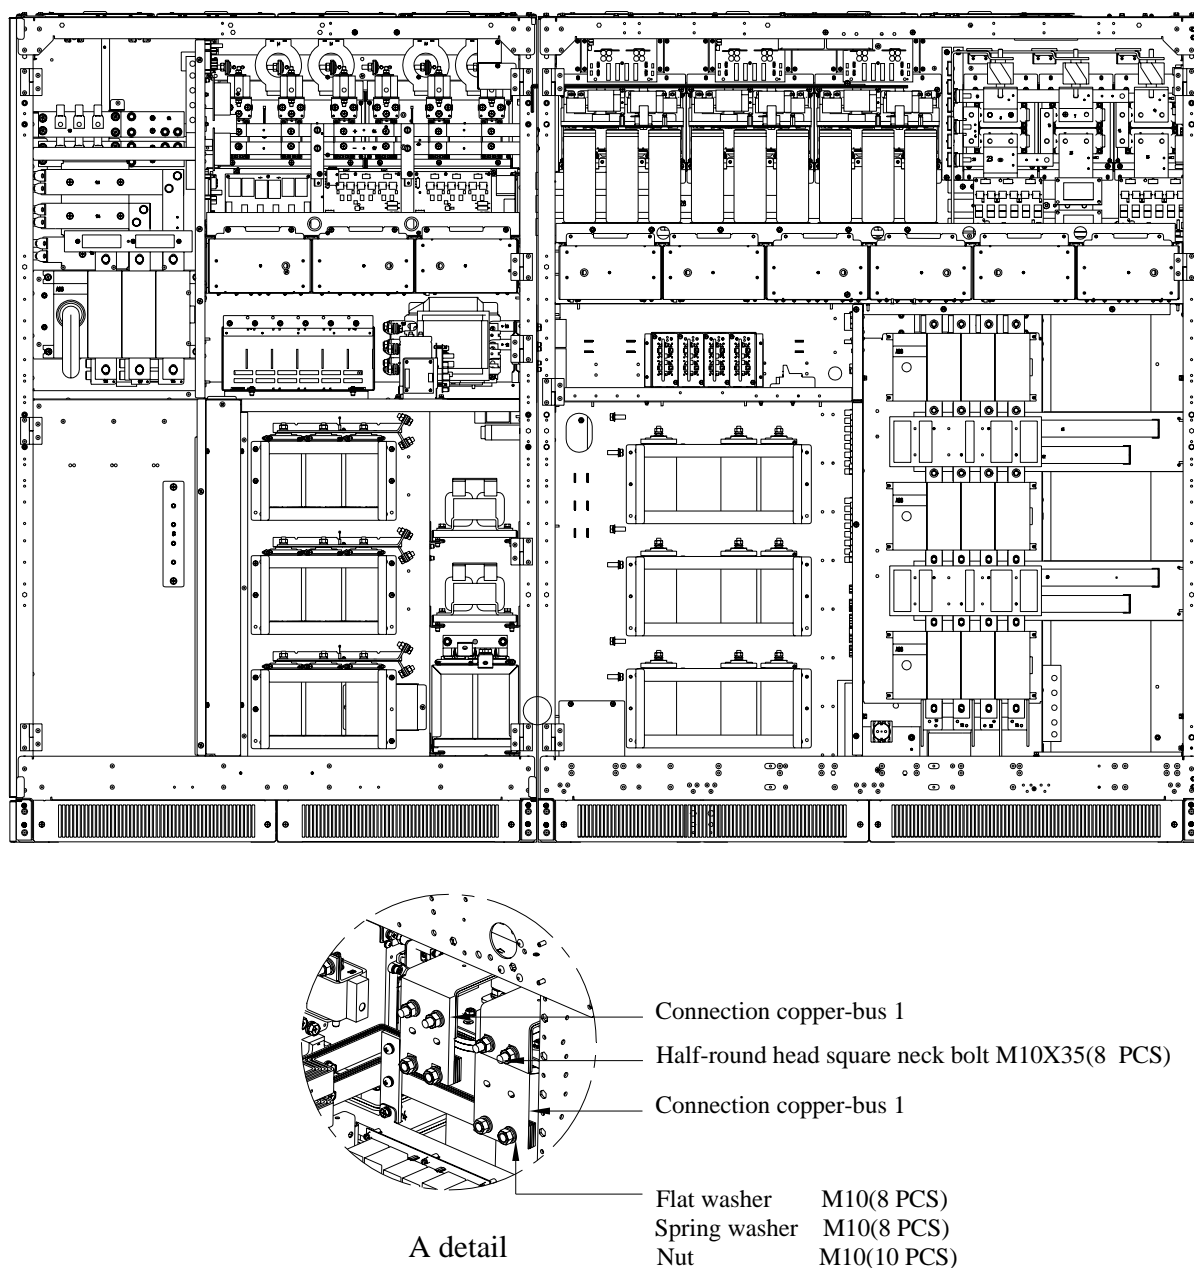 Connection copper-bus 1
Half-round head square neck bolt M10X35(8 PCS)
Connection copper-bus 1
Flat washer M10(8 PCS)
Spring washer M10(8 PCS)
Nut M10(10 PCS)
A detail